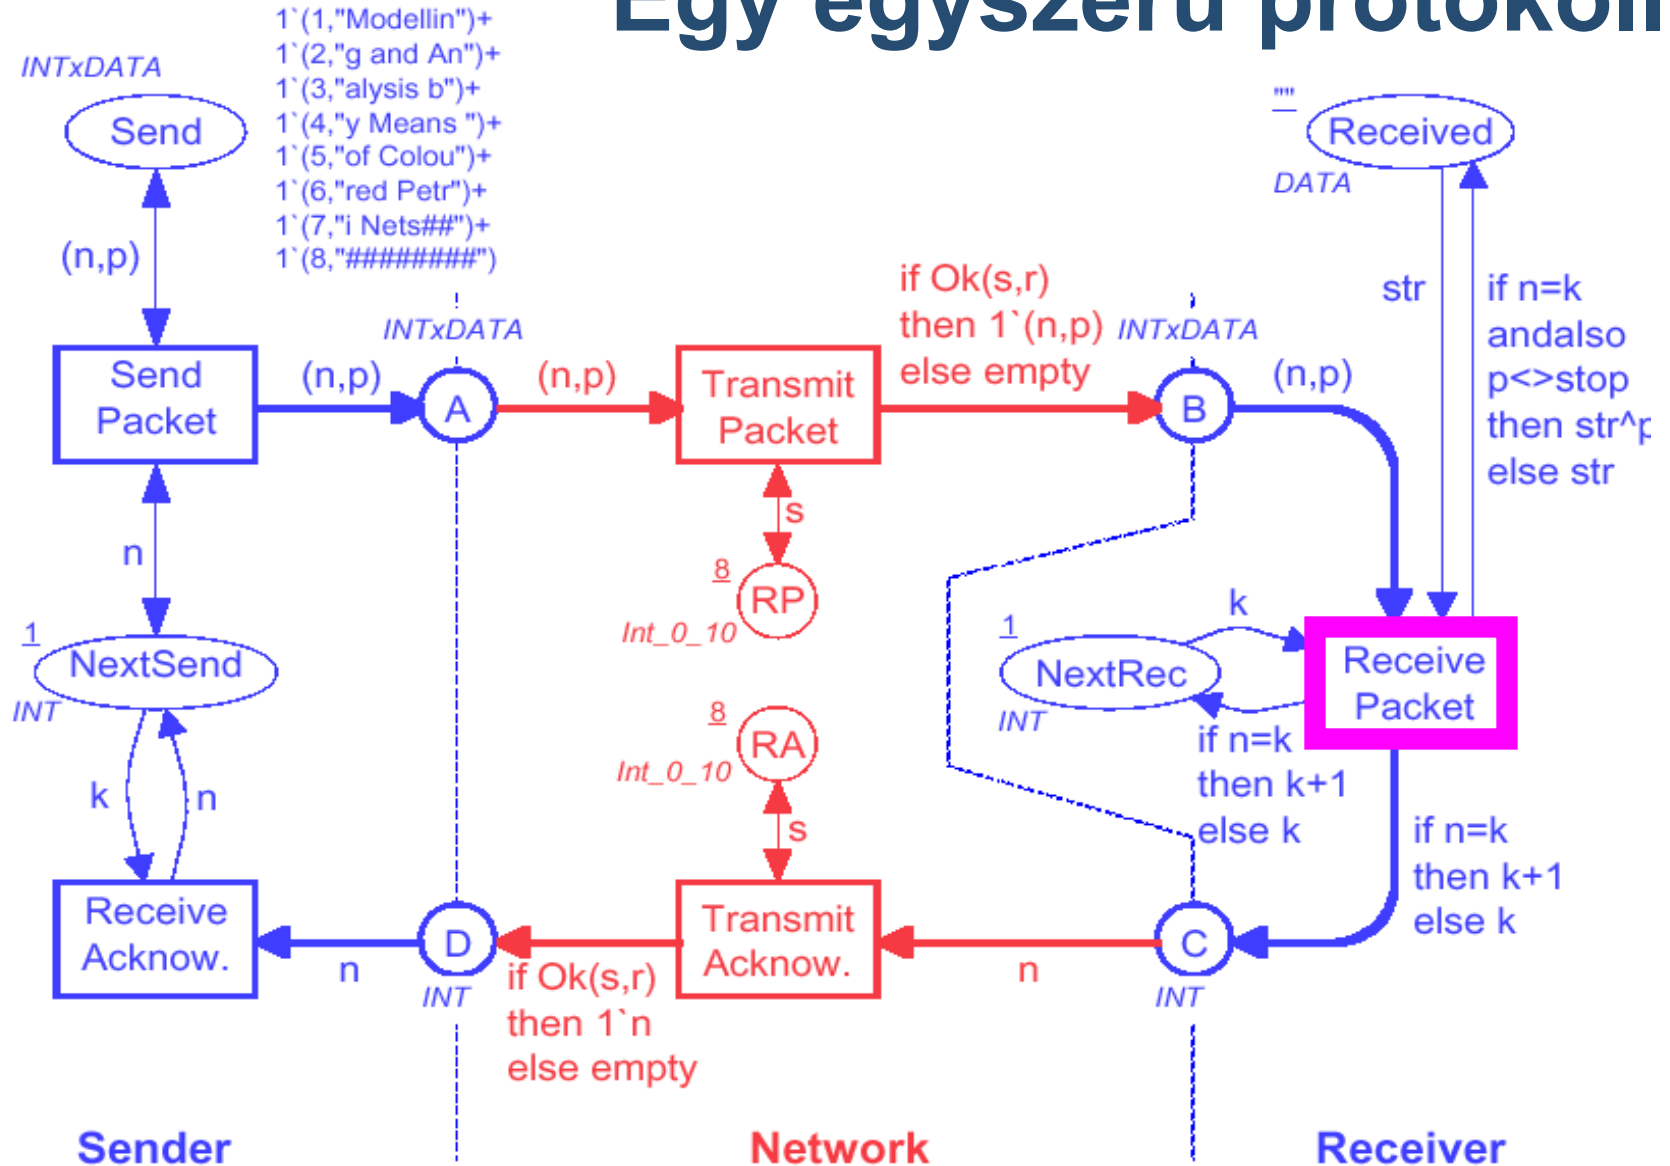 Egy egyszerű protokoll
1`(1,"Modellin")+
1`(2,"g and An")+
1`(3,"alysis b")+
1`(4,"y Means ")+
1`(5,"of Colou")+
1`(6,"red Petr")+
1`(7,"i Nets##")+
1`(8,"########")
INTxDATA
Send
(n,p)
Send
Packet
(n,p)
INTxDATA
A
(n,p)
Transmit
Packet
if Ok(s,r)
then 1`(n,p)
else empty
INTxDATA
B
(n,p)
""
Received
DATA
str
if n=k
andalso
p<>stop
then str^p
else str
n
1
NextSend
INT
s
8
RP
Int_0_10
8
RA
Int_0_10
s
1
NextRec
INT
k
Receive
Packet
if n=k
then k+1
else k
if n=k
then k+1
else k
k
n
Receive
Acknow.
n
D
INT
if Ok(s,r)
then 1`n
else empty
Transmit
Acknow.
n
C
INT
Sender
Network
Receiver